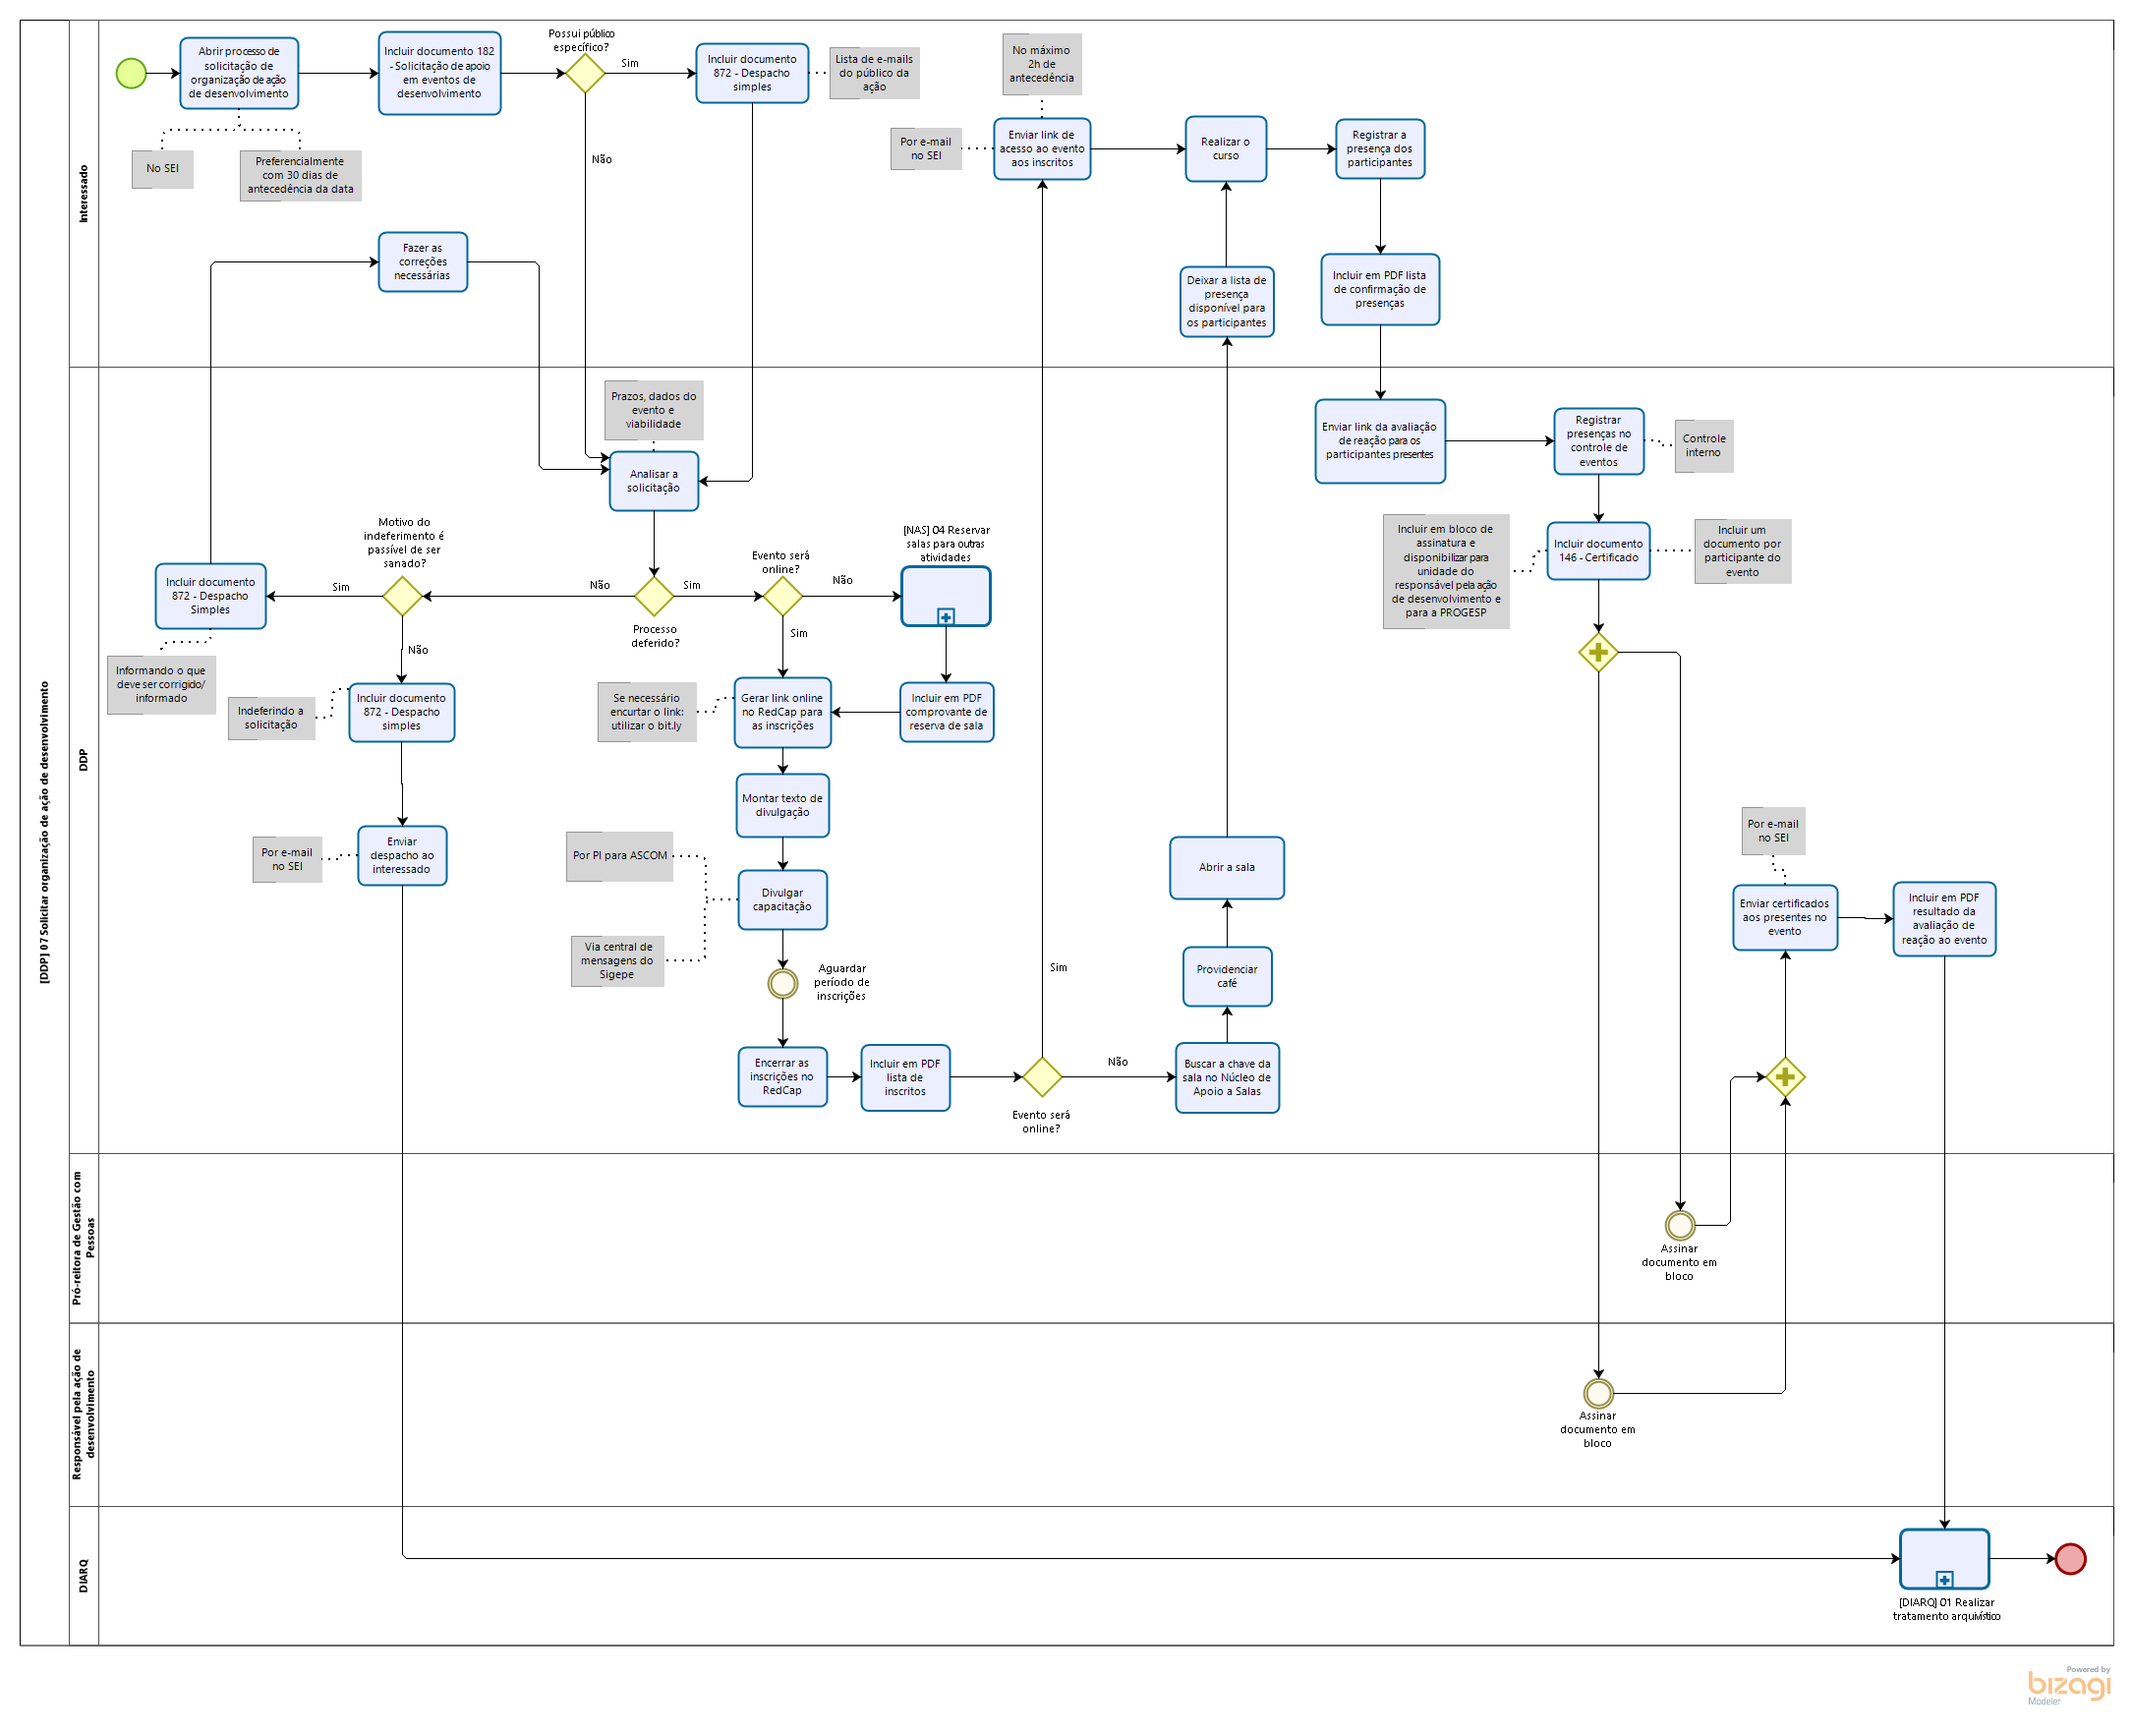 [DDP] 07 Solicitar organização de ação de desenvolvimento
Interessado
Abrir processo de
solicitação de
organização de ação
de desenvolvimento
No SEI
Preferencialmente
com 30 dias de
antecedência da data
Incluir documento 182
- Solicitação de apoio
em eventos de
desenvolvimento
Possui público
específico?
Sim
Não
Incluir documento
872 - Despacho
simples
Lista de e-mails
do público da
ação
No máximo
2h de
antecedência
Por e-mail
no SEI
Enviar link de
acesso ao evento
aos inscritos
Realizar o
curso
Registrar a
presença dos
participantes
Fazer as
correções
necessárias
Deixar a lista de
presença
disponível para
os participantes
Incluir em PDF lista
de confirmação de
presenças
DDP
Prazos, dados do
evento e
viabilidade
Analisar a
solicitação
Enviar link da avaliação
de reação para os
participantes presentes
Registrar
presenças no
controle de
eventos
Controle
interno
Motivo do
indeferimento é
passível de ser
sanado?
Sim
Não
Incluir documento
872 - Despacho
Simples
Informando o que
deve ser corrigido/
informado
Não
Sim
Processo
deferido?
Evento será
online?
Não
Sim
[NAS] 04 Reservar
salas para outras
atividades
Incluir em bloco de
assinatura e
disponibilizar para
unidade do
responsável pela ação
de desenvolvimento e
para a PROGESP
Incluir documento
146 - Certificado
Incluir um
documento por
participante do
evento
Indeferindo a
solicitação
Incluir documento
872 - Despacho
simples
Se necessário
encurtar o link:
utilizar o bit.ly
Gerar link online
no RedCap para
as inscrições
Incluir em PDF
comprovante de
reserva de sala
Montar texto de
divulgação
Por e-mail
no SEI
Enviar
despacho ao
interessado
Por PI para ASCOM
Divulgar
capacitação
Via central de
mensagens do
Sigepe
Aguardar
período de
inscrições
Encerrar as
inscrições no
RedCap
Incluir em PDF
lista de
inscritos
Sim
Não
Evento será
online?
Abrir a sala
Providenciar
café
Buscar a chave da
sala no Núcleo de
Apoio a Salas
Por e-mail
no SEI
Enviar certificados
aos presentes no
evento
Incluir em PDF
resultado da
avaliação de
reação ao evento
Pró-reitora de Gestão com
Pessoas
Assinar
documento em
bloco
Responsável pela ação de
desenvolvimento
Assinar
documento em
bloco
DIARQ
[DIARQ] 01 Realizar
tratamento arquivístico
Powered by
bizagi
Modeler